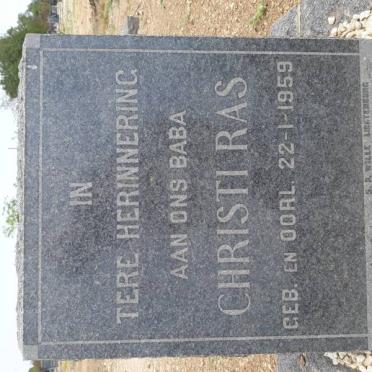 IN
TERE HERINNERING
AAN ONS BABA
CHRISTI RAS
GEB. EN OORL. 22-1-1959